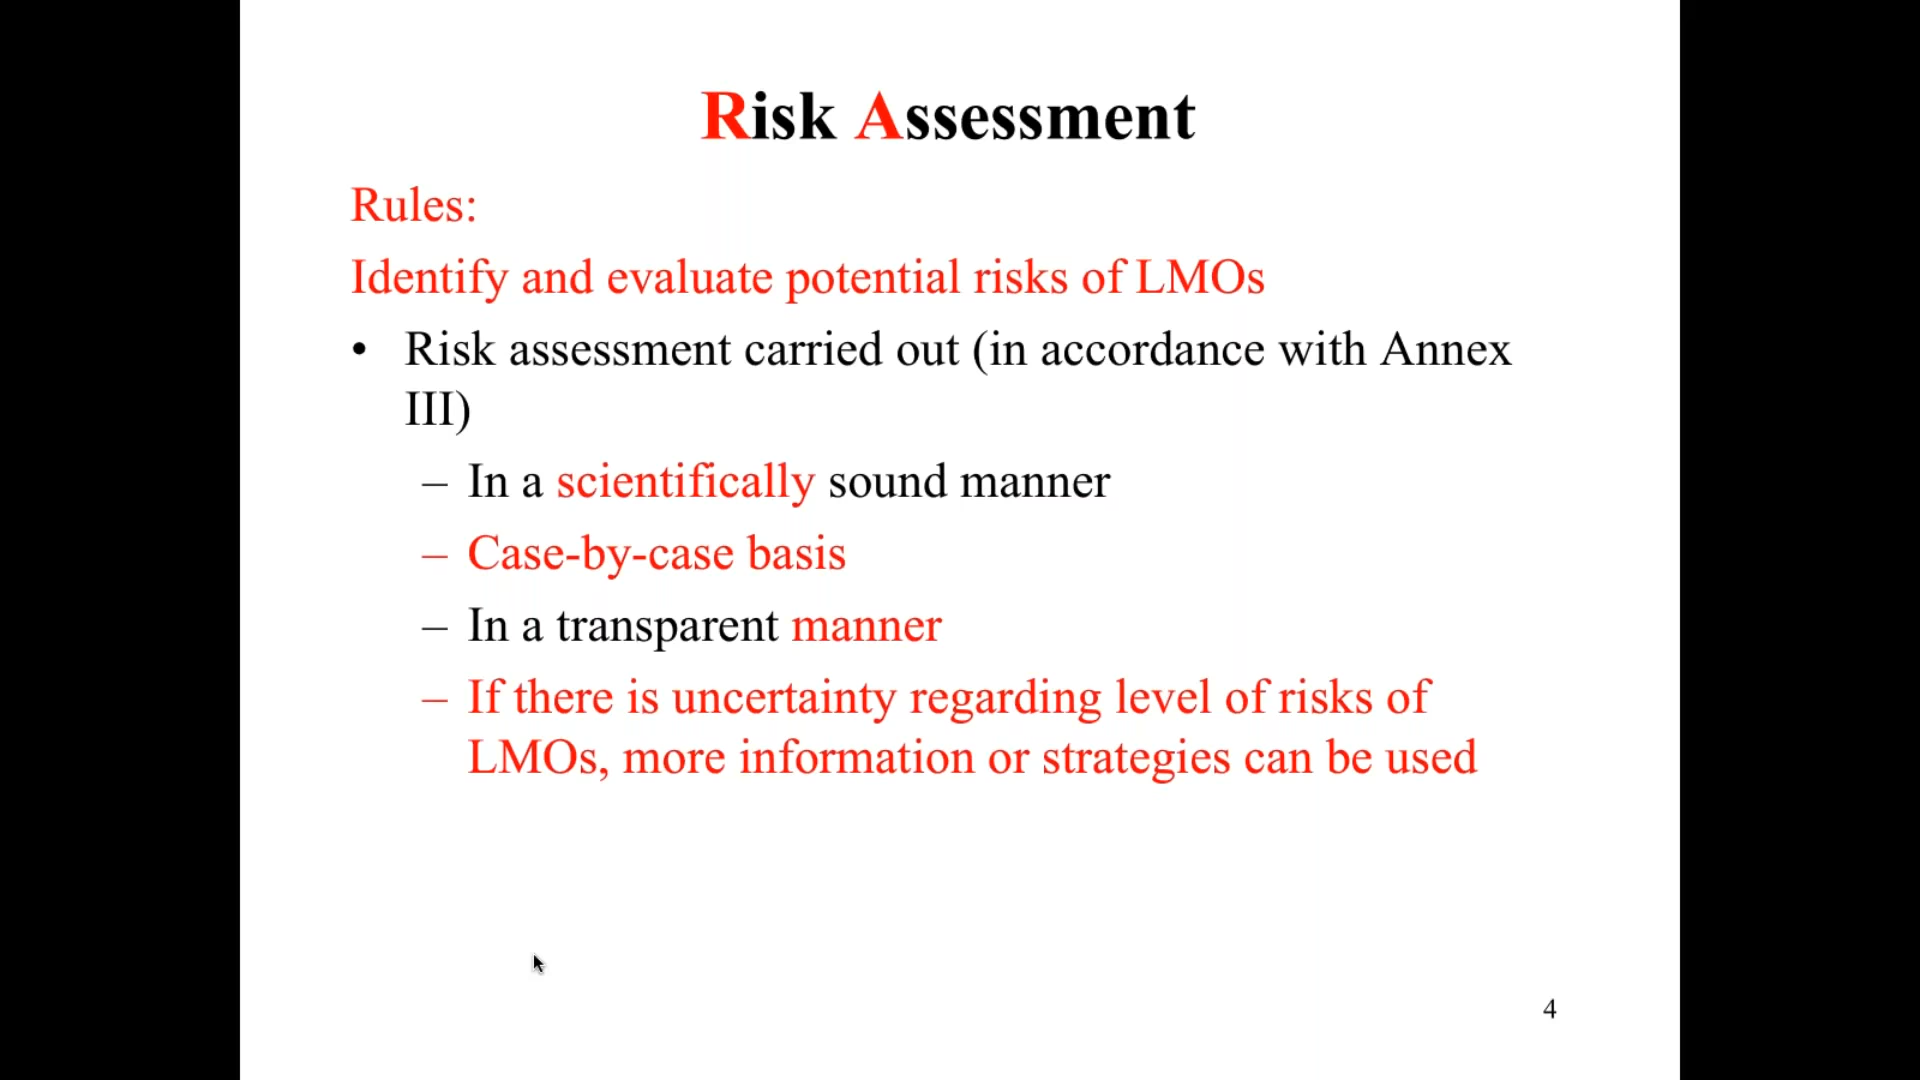 Risk Assessment
Rules:
Identify and evaluate potential risks of LMOs
• Risk assessment carried out (in accordance with Annex
III)
– In a scientifically sound manner
– Case-by-case basis
– In a transparent manner
– If there is uncertainty regarding level of risks of
LMOs, more information or strategies can be used
4